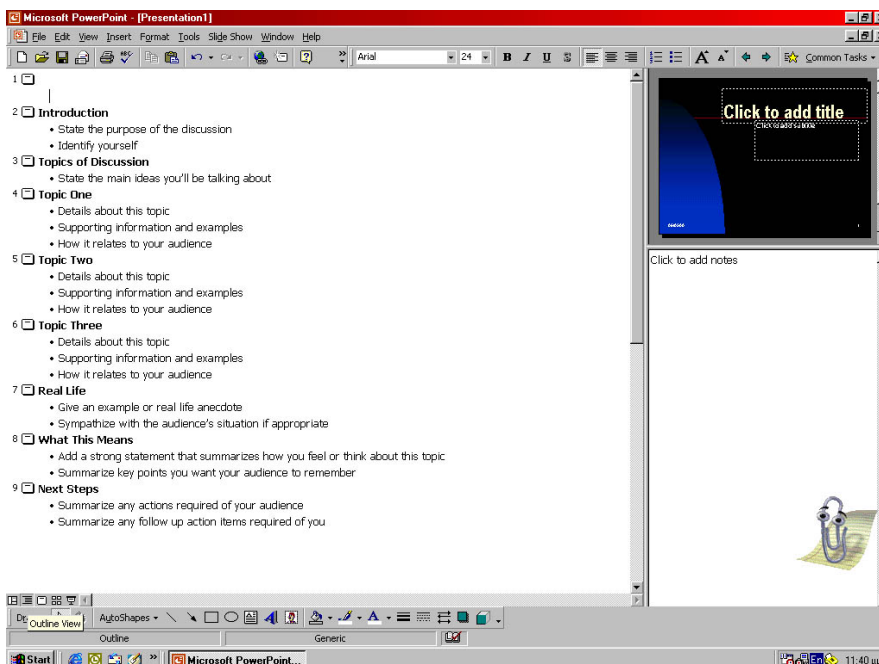 Microsoft PowerPoint - [Presentation1]
File Edit View Insert Format Tools Slide Show Window Help
Arial 24 B I U S A A Common Tasks
1
2 Introduction
• State the purpose of the discussion
• Identify yourself
3 Topics of Discussion
• State the main ideas you'll be talking about
4 Topic One
• Details about this topic
• Supporting information and examples
• How it relates to your audience
5 Topic Two
• Details about this topic
• Supporting information and examples
• How it relates to your audience
6 Topic Three
• Details about this topic
• Supporting information and examples
• How it relates to your audience
7 Real Life
• Give an example or real life anecdote
• Sympathize with the audience's situation if appropriate
8 What This Means
• Add a strong statement that summarizes how you feel or think about this topic
• Summarize key points you want your audience to remember
9 Next Steps
• Summarize any actions required of your audience
• Summarize any follow up action items required of you
Click to add title
Click to add subtitle
Click to add notes
AutoShapes
Outline View
Outline Generic
Start Microsoft PowerPoint... En 11:40 μμ